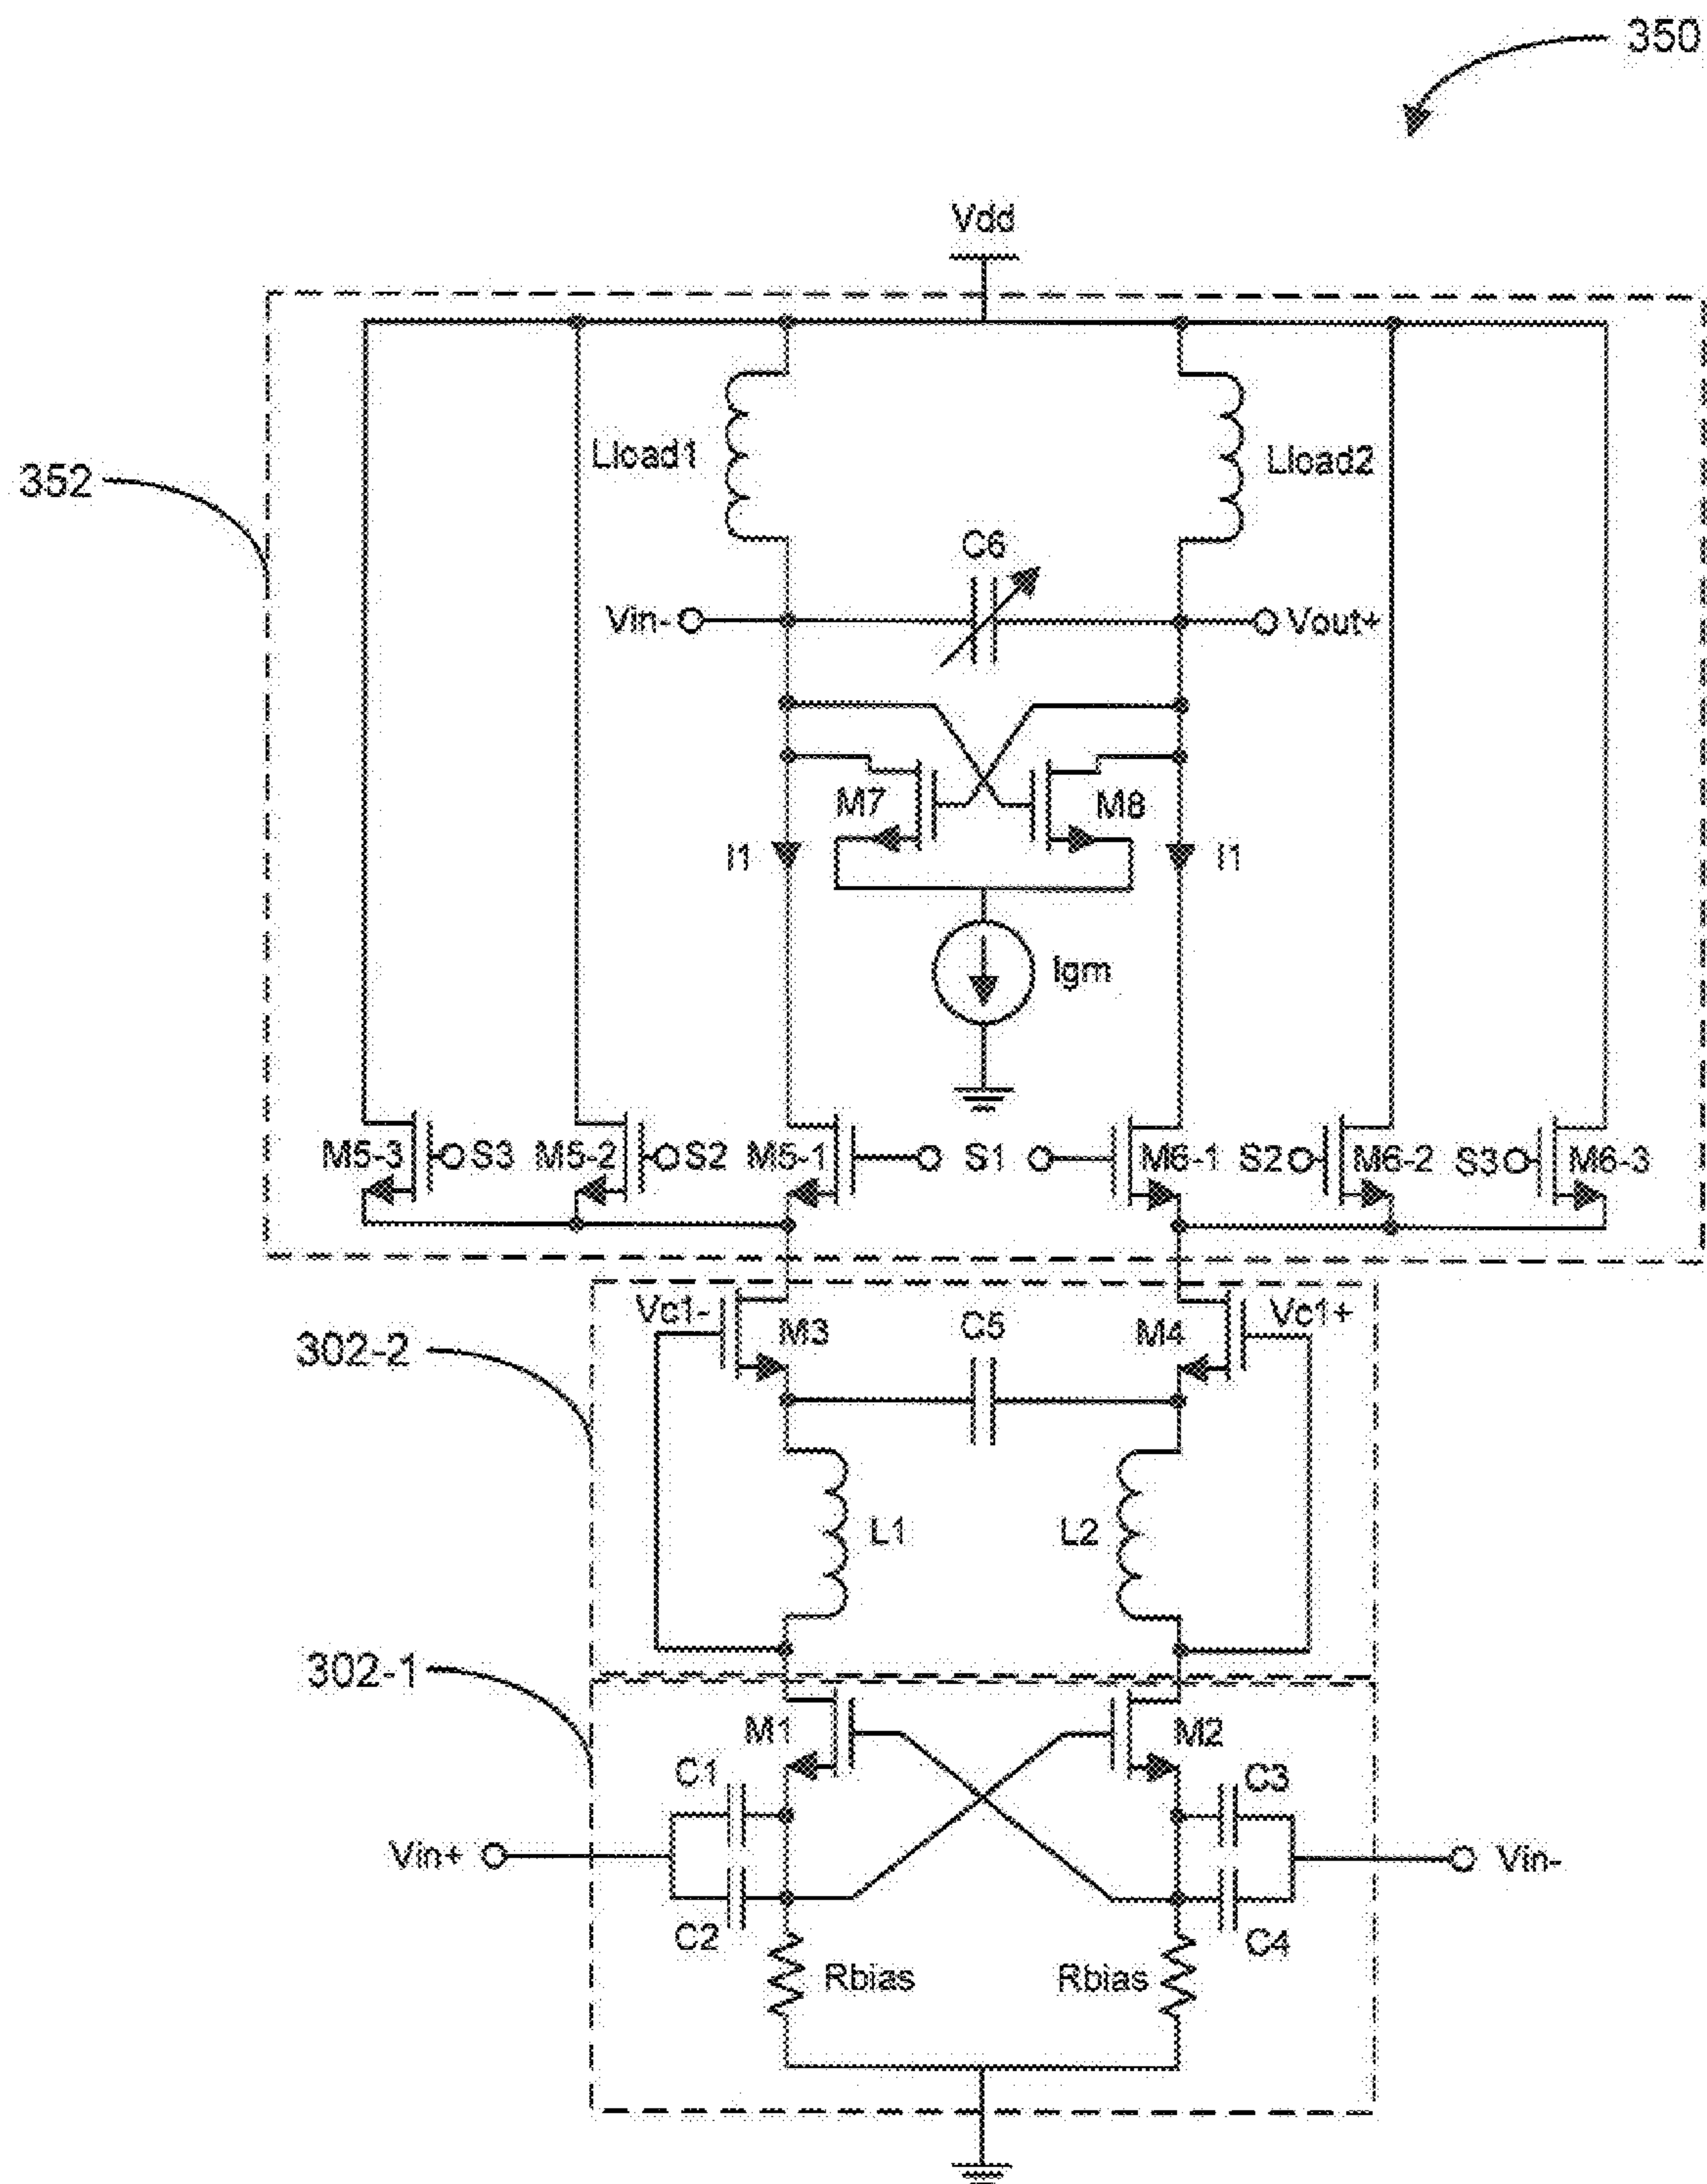 350
Vdd
352
Lload1
Lload2
C6
Vin-
Vout+
M7
M8
I1
I1
Igm
M5-3
S3
M5-2
S2
M5-1
S1
M6-1
S2
M6-2
S3
M6-3
302-2
Vc1-
M3
C5
M4
Vc1+
L1
L2
302-1
M1
M2
C1
C3
Vin+
Vin-
C2
C4
Rbias
Rbias